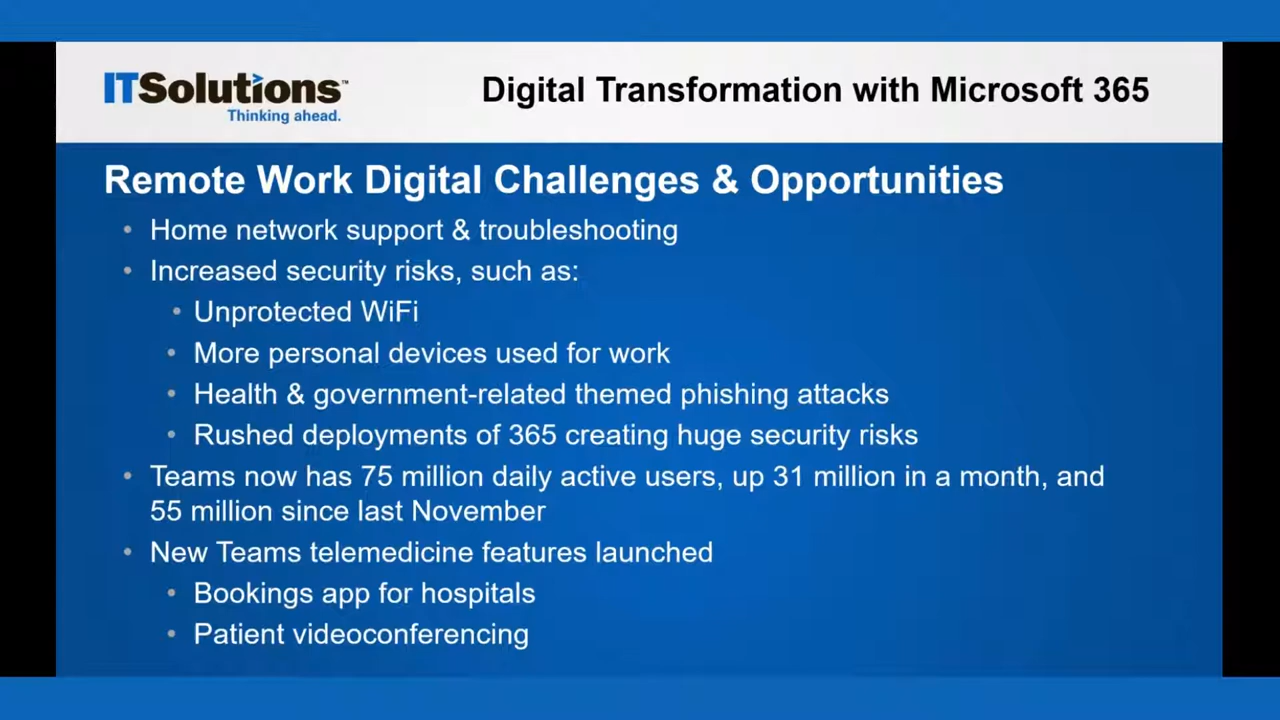 ITSolutions™
Thinking ahead.
Digital Transformation with Microsoft 365
Remote Work Digital Challenges & Opportunities
• Home network support & troubleshooting
• Increased security risks, such as:
• Unprotected WiFi
• More personal devices used for work
• Health & government-related themed phishing attacks
• Rushed deployments of 365 creating huge security risks
• Teams now has 75 million daily active users, up 31 million in a month, and
55 million since last November
• New Teams telemedicine features launched
• Bookings app for hospitals
• Patient videoconferencing